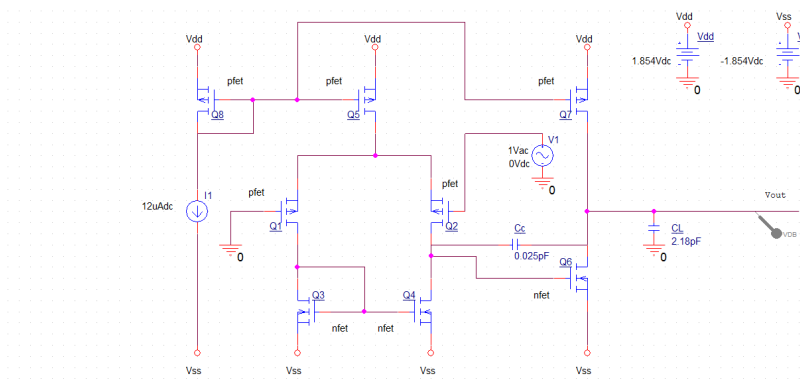 Vdd
Vss
Vdd
Vdd
Vdd
Vdd
1.854Vdc
-1.854Vdc
0
0
pfet
pfet
pfet
Q8
Q5
Q7
V1
1Vac
0Vdc
0
I1
12uAdc
pfet
pfet
Q1
Q2
0
Vout
Cc
0.025pF
CL
2.18pF
0
VDB
Q6
nfet
Q3
Q4
nfet
nfet
Vss
Vss
Vss
Vss